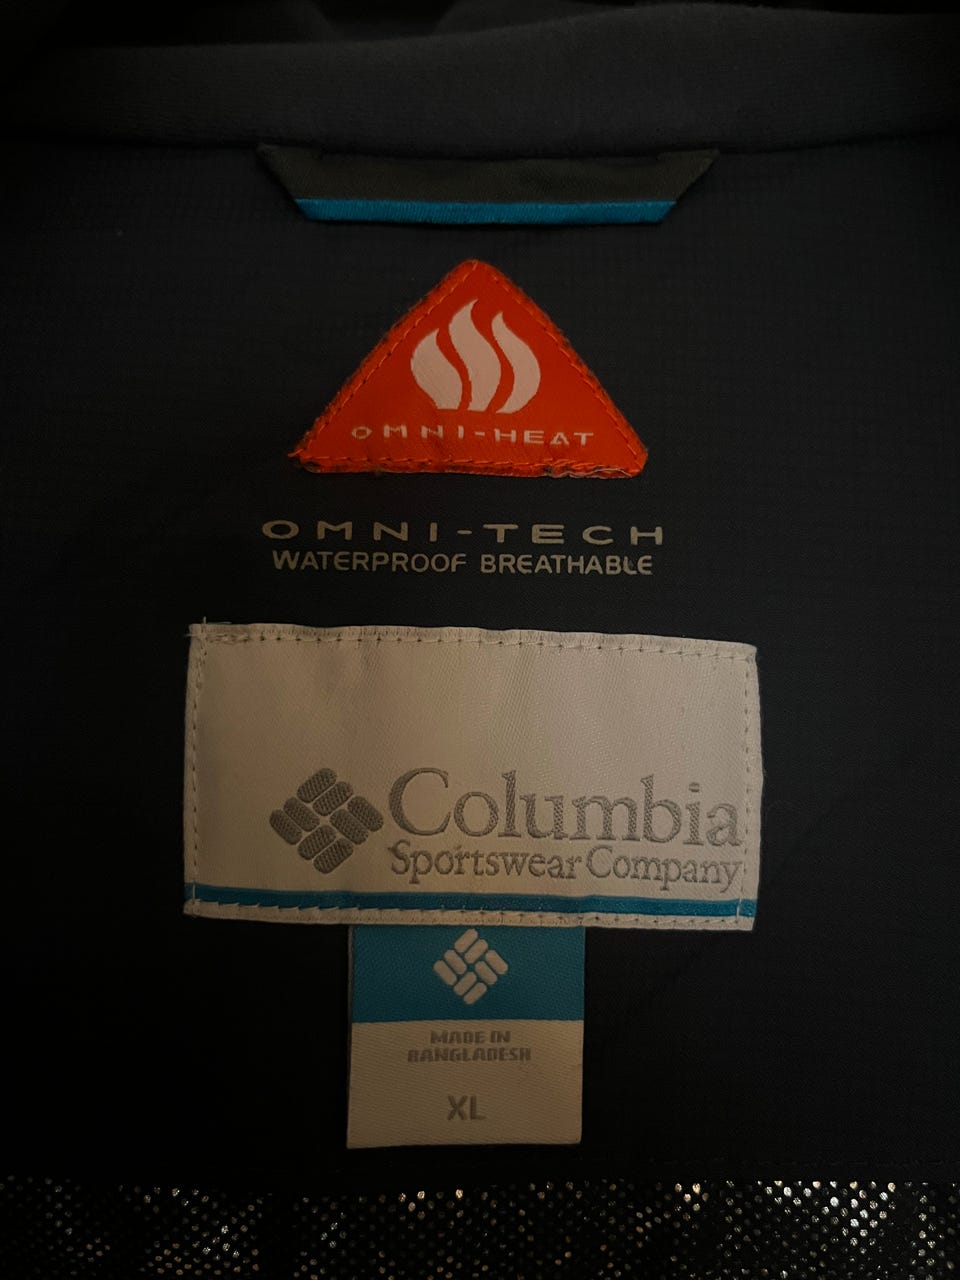 OMNI-HEAT
OMNI-TECH
WATERPROOF BREATHABLE
Columbia
Sportswear Company
MADE IN
BANGLADESH
XL